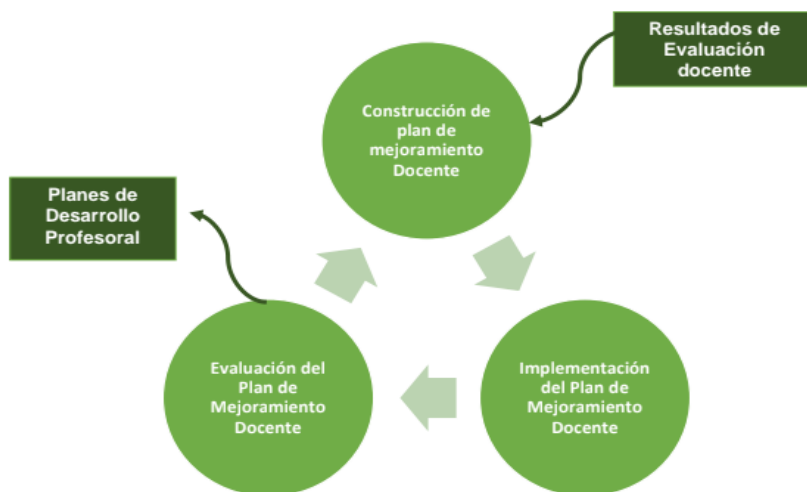 Resultados de
Evaluación
docente
Construcción de
plan de
mejoramiento
Docente
Planes de
Desarrollo
Profesoral
Evaluación del
Plan de
Mejoramiento
Docente
Implementación
del Plan de
Mejoramiento
Docente